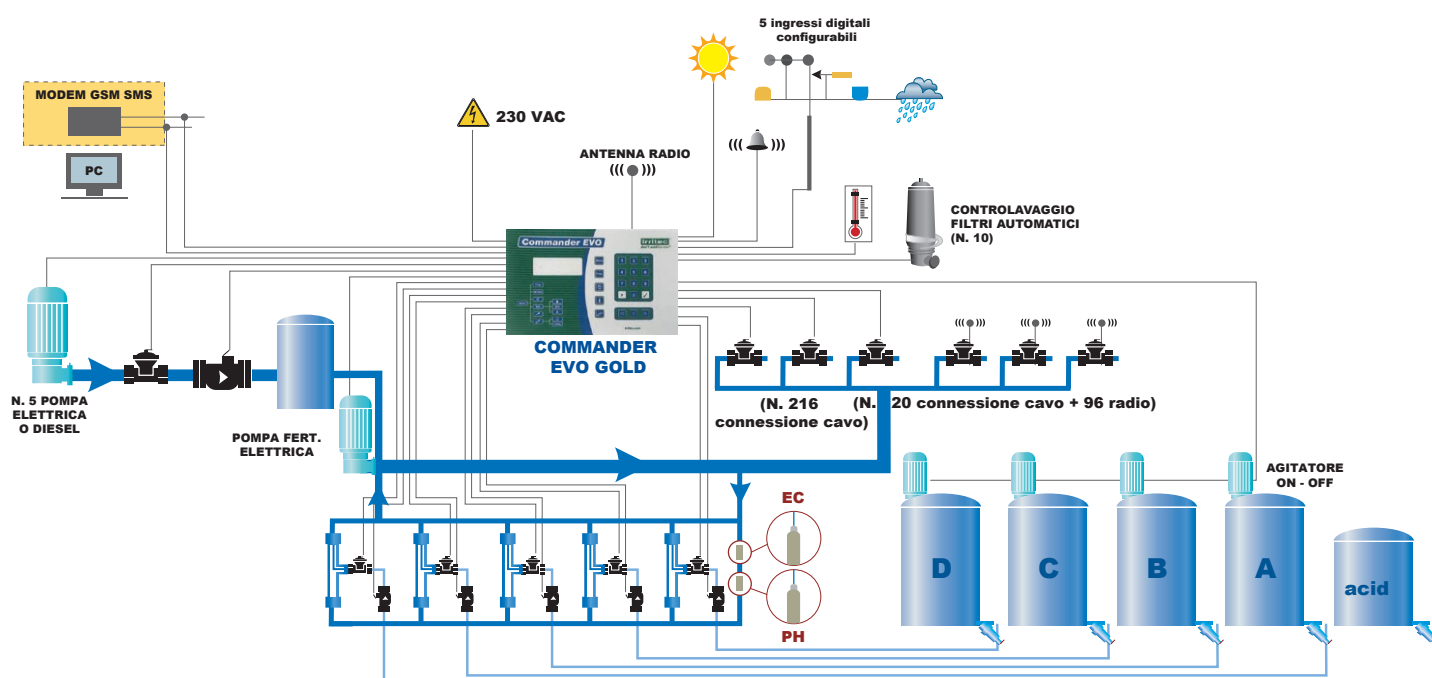 5 ingressi digitali
configurabili
MODEM GSM SMS
230 VAC
PC
ANTENNA RADIO
((( )))
((( )))
CONTROLAVAGGIO
FILTRI AUTOMATICI
(N. 10)
Commander EVO
irritec
COMMANDER
EVO GOLD
((( )))
((( )))
((( )))
N. 5 POMPA
ELETTRICA
O DIESEL
(N. 216
connessione cavo)
(N. 20 connessione cavo + 96 radio)
POMPA FERT.
ELETTRICA
AGITATORE
ON - OFF
EC
PH
D
C
B
A
acid